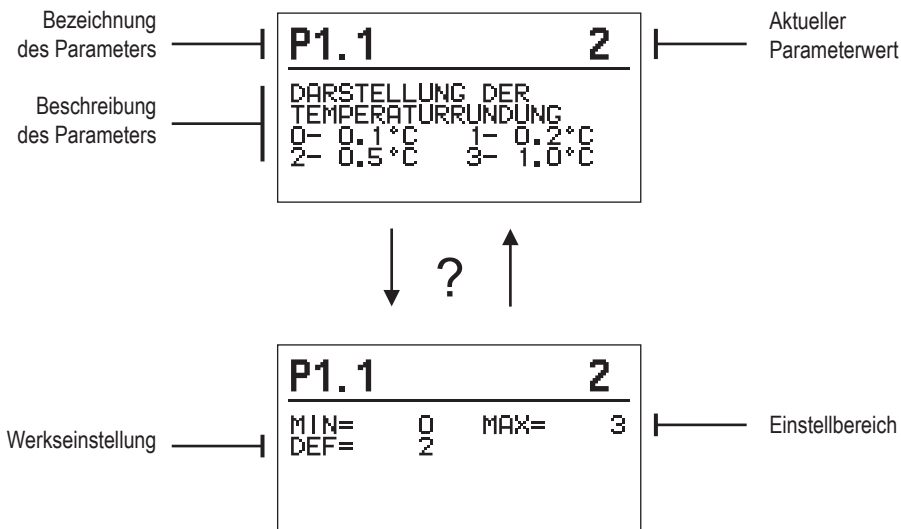 Bezeichnung
des Parameters
P1.1 2
Aktueller
Parameterwert
Beschreibung
des Parameters
DARSTELLUNG DER
TEMPERATURRUNDUNG
0- 0.1°C 1- 0.2°C
2- 0.5°C 3- 1.0°C
?
P1.1 2
Werkseinstellung
MIN= 0 MAX= 3
DEF= 2
Einstellbereich